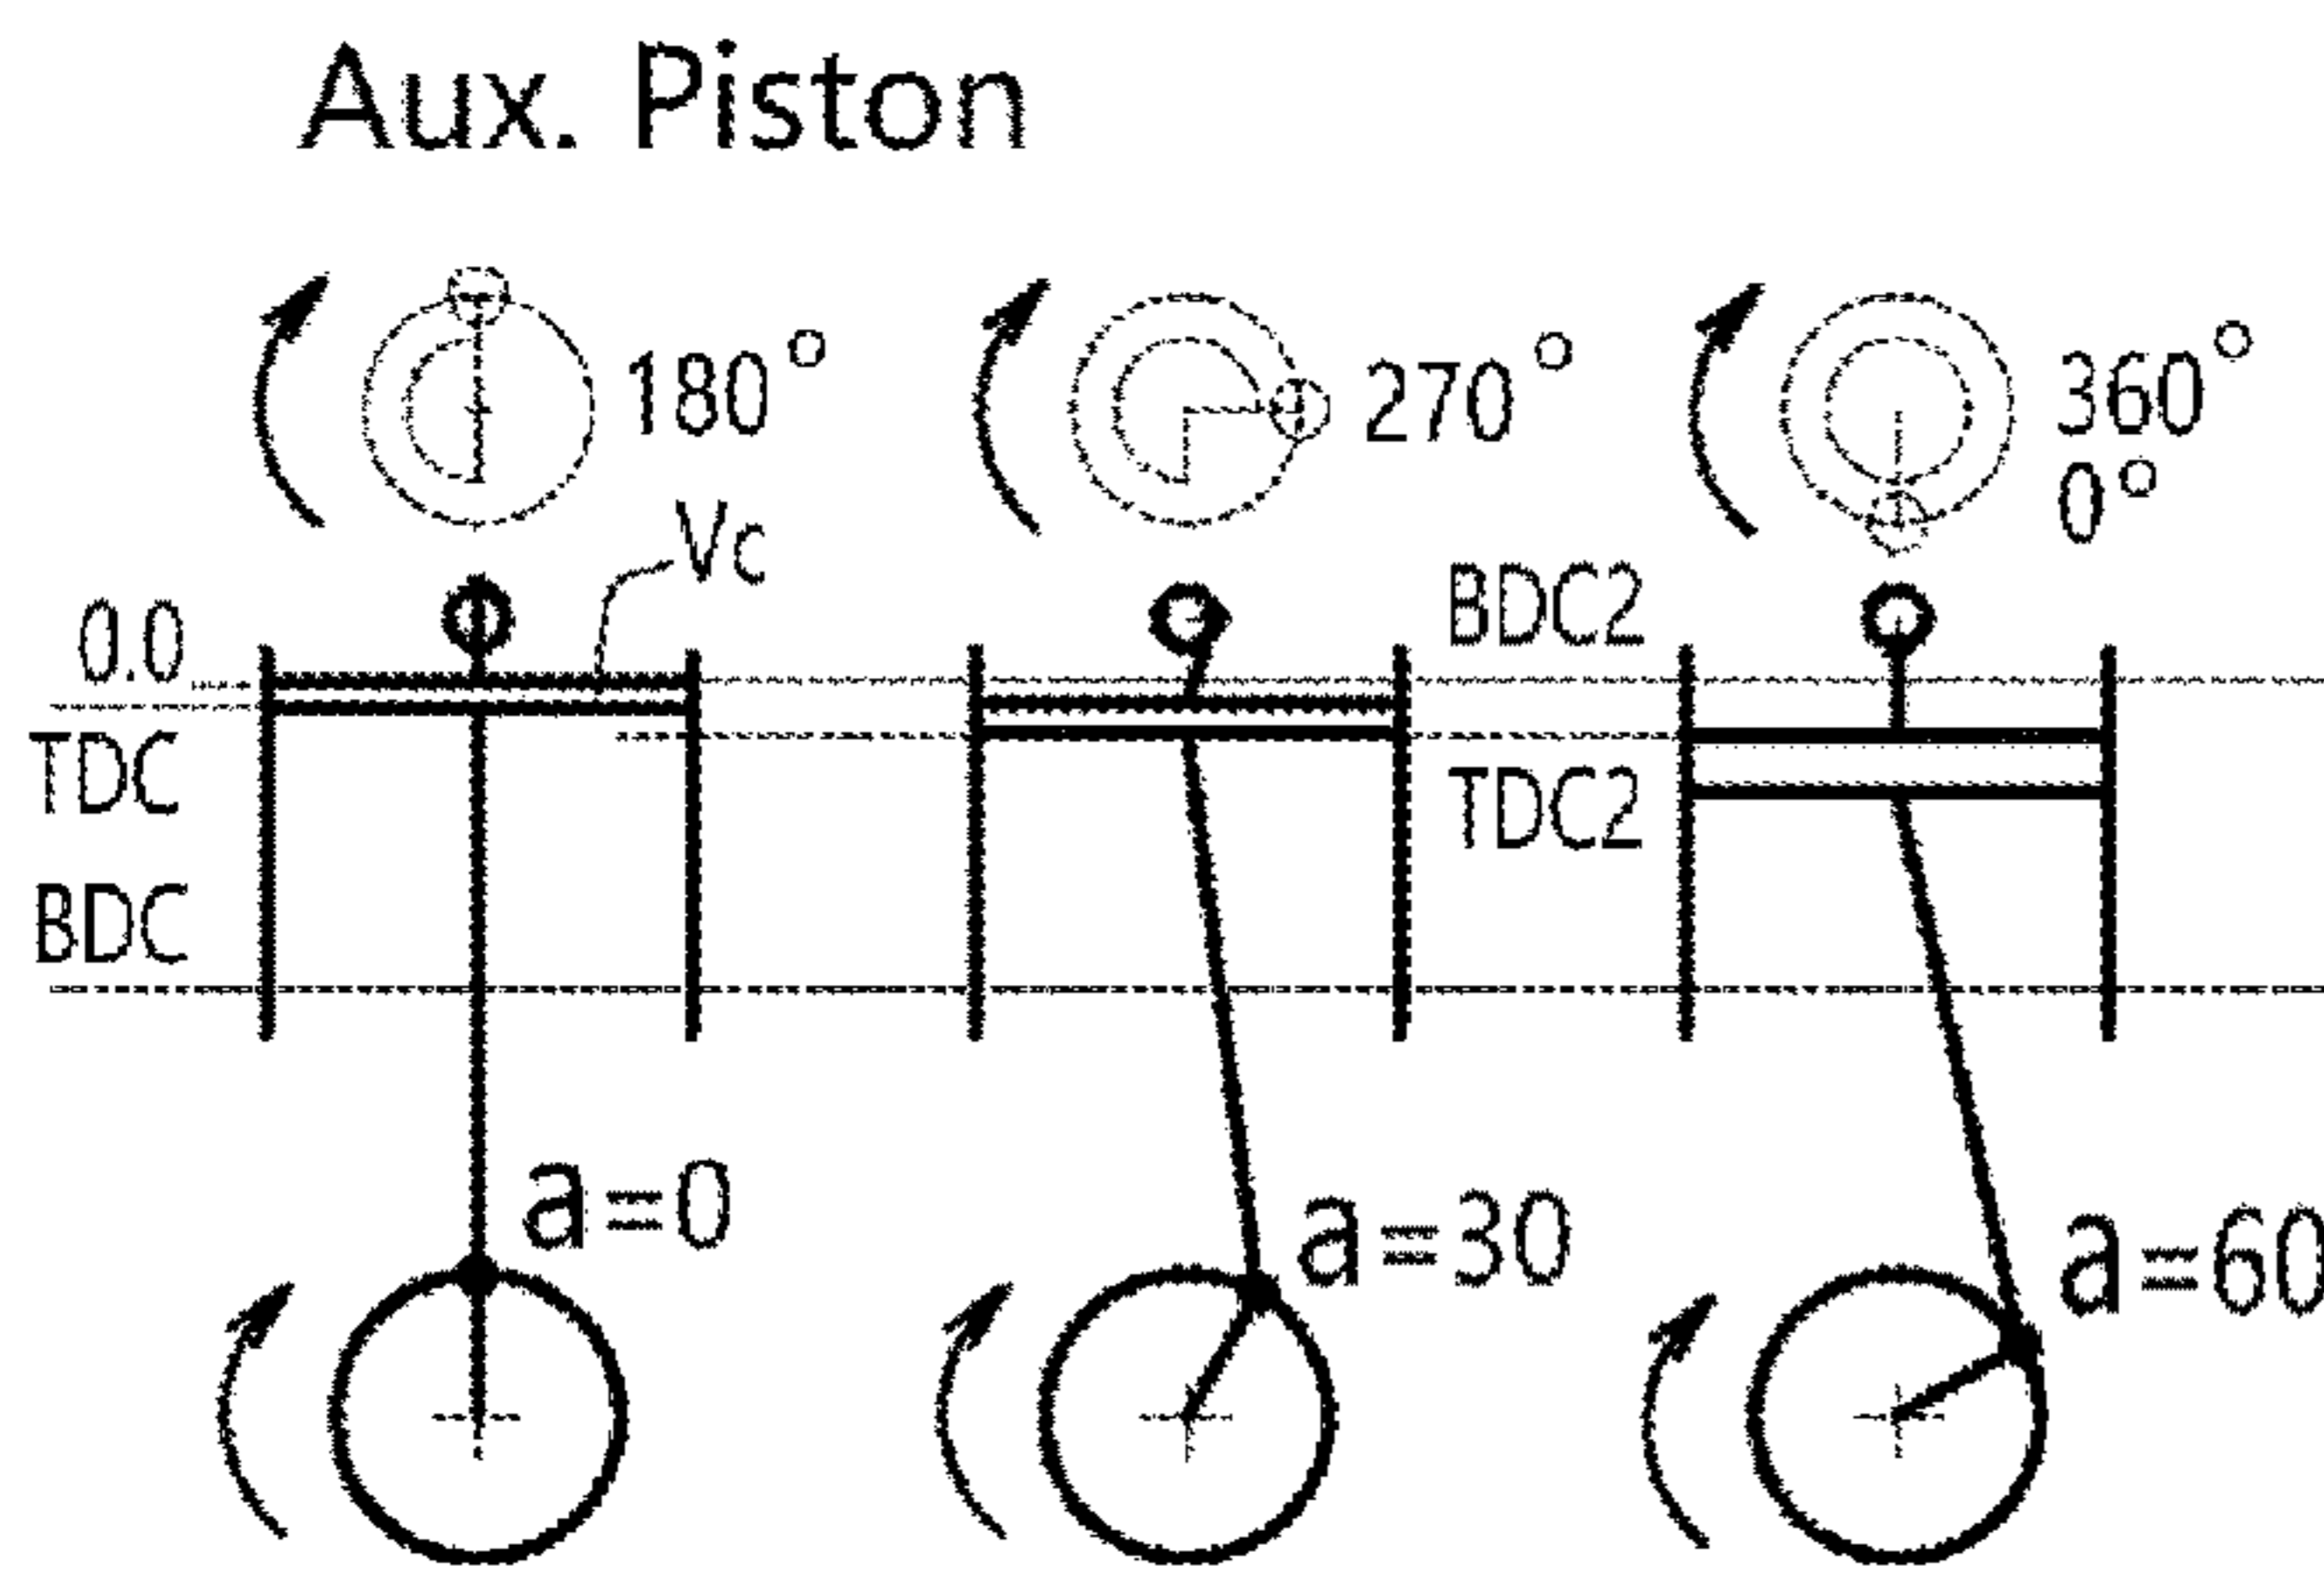 Aux. Piston
180°
270°
360°
0°
Vc
0.0
BDC2
TDC
TDC2
BDC
a=0
a=30
a=60